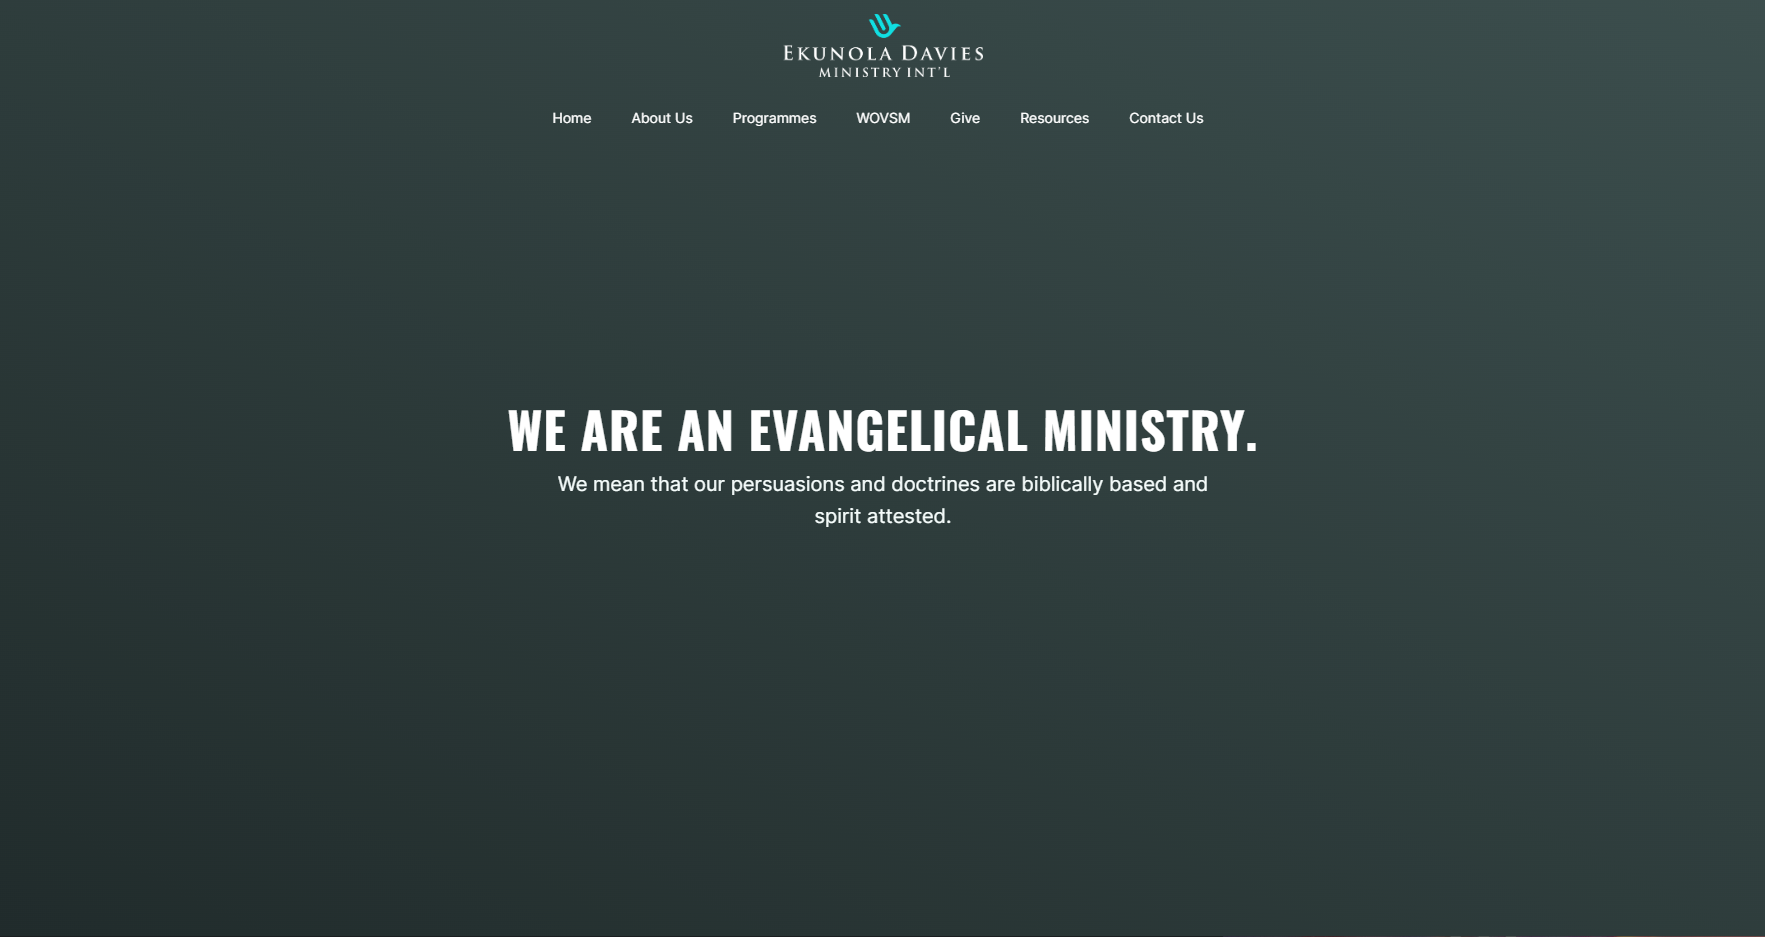 EKUNOLA DAVIES
MINISTRY INT'L
Home About Us Programmes WOVSM Give Resources Contact Us
WE ARE AN EVANGELICAL MINISTRY.
We mean that our persuasions and doctrines are biblically based and
spirit attested.